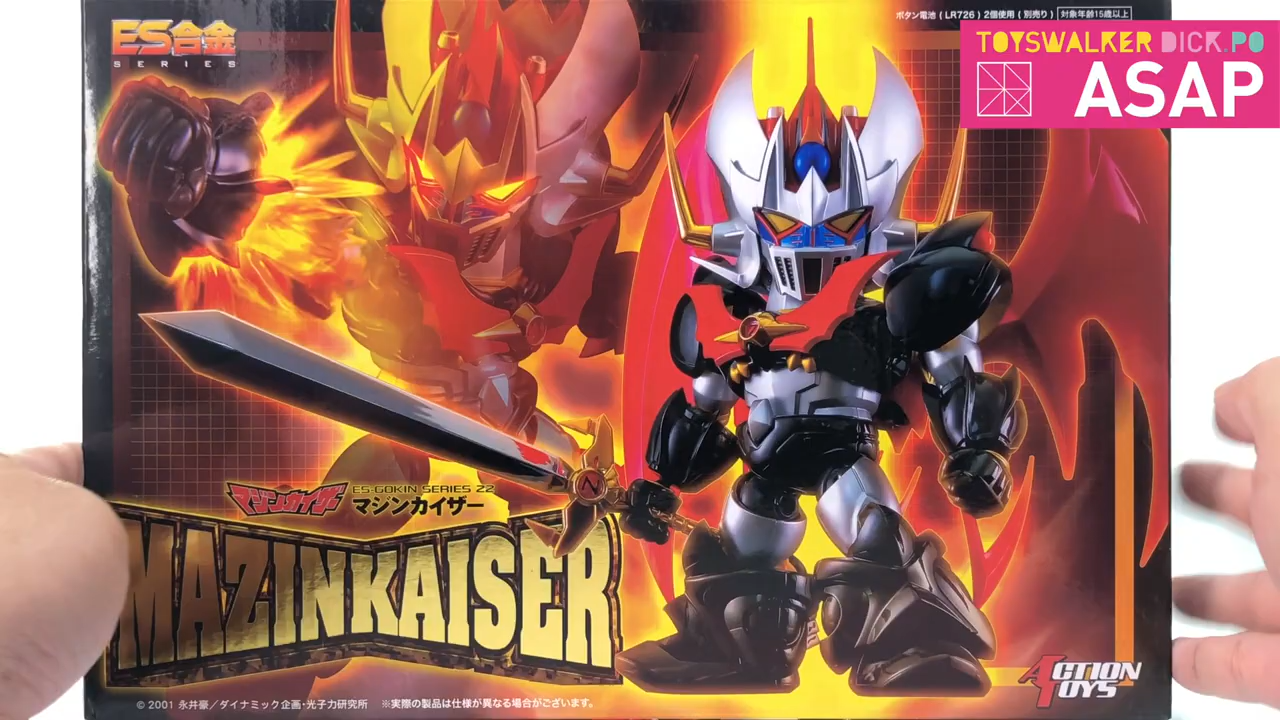 ES合金
SERIES
ボタン電池 ( LR726 ) 2個使用 ( 別売り ) 対象年齢15歳以上
TOYSWALKER DICK.PO
ASAP
マジンカイザー
ES-GOKIN SERIES 22
マジンカイザー
MAZINKAISER
N
ACTION
TOYS
© 2001 永井豪/ダイナミック企画・光子力研究所 ※実際の製品は仕様が異なる場合がございます。